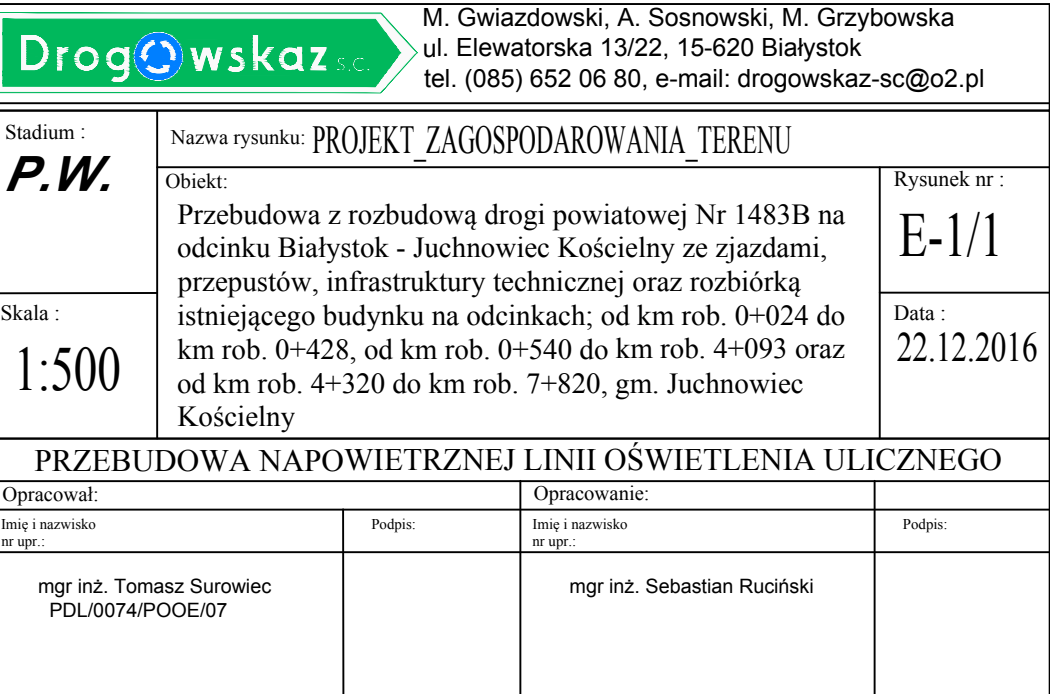 Drogowskaz s.c.
M. Gwiazdowski, A. Sosnowski, M. Grzybowska
ul. Elewatorska 13/22, 15-620 Białystok
tel. (085) 652 06 80, e-mail: drogowskaz-sc@o2.pl
Stadium :
P.W.
Nazwa rysunku: PROJEKT_ZAGOSPODAROWANIA_TERENU
Obiekt:
Przebudowa z rozbudową drogi powiatowej Nr 1483B na
odcinku Białystok - Juchnowiec Kościelny ze zjazdami,
przepustów, infrastruktury technicznej oraz rozbiórką
istniejącego budynku na odcinkach; od km rob. 0+024 do
km rob. 0+428, od km rob. 0+540 do km rob. 4+093 oraz
od km rob. 4+320 do km rob. 7+820, gm. Juchnowiec
Kościelny
Rysunek nr :
E-1/1
Skala :
1:500
Data :
22.12.2016
PRZEBUDOWA NAPOWIETRZNEJ LINII OŚWIETLENIA ULICZNEGO
Opracował:
Opracowanie:
Imię i nazwisko
nr upr.:
Podpis:
Imię i nazwisko
nr upr.:
Podpis:
mgr inż. Tomasz Surowiec
PDL/0074/POOE/07
mgr inż. Sebastian Ruciński